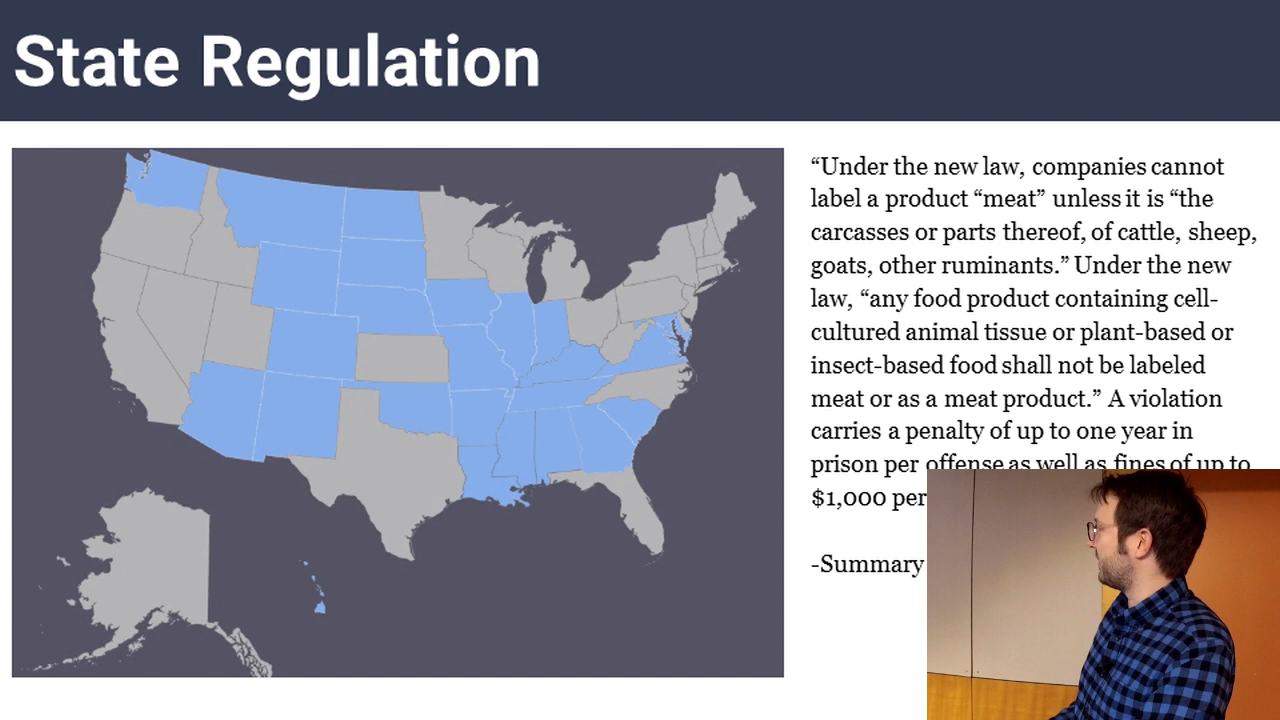 State Regulation
“Under the new law, companies cannot
label a product “meat” unless it is “the
carcasses or parts thereof, of cattle, sheep,
goats, other ruminants.” Under the new
law, “any food product containing cell-
cultured animal tissue or plant-based or
insect-based food shall not be labeled
meat or as a meat product.” A violation
carries a penalty of up to one year in
prison per offense as well as fines of up to
$1,000 per
-Summary